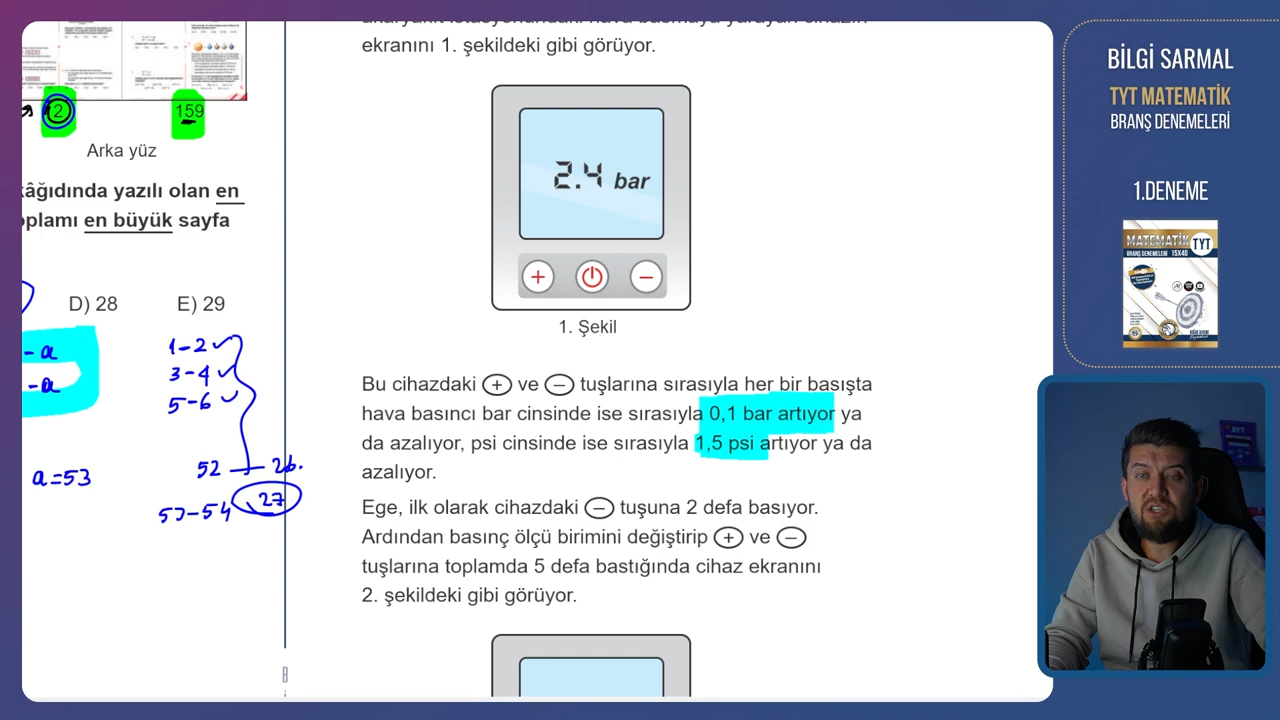 ekranını 1. şekildeki gibi görüyor.
2.4 bar
+
−
1. Şekil
Bu cihazdaki + ve − tuşlarına sırasıyla her bir basışta
hava basıncı bar cinsinde ise sırasıyla 0,1 bar artıyor ya
da azalıyor, psi cinsinde ise sırasıyla 1,5 psi artıyor ya da
azalıyor.
Ege, ilk olarak cihazdaki − tuşuna 2 defa basıyor.
Ardından basınç ölçü birimini değiştirip + ve −
tuşlarına toplamda 5 defa bastığında cihaz ekranını
2. şekildeki gibi görüyor.
159
Arka yüz
kâğıdında yazılı olan en
oplamı en büyük sayfa
D) 28 E) 29
- a
- a
1-2
3-4
5-6
52 26.
a=53
53-54 27
BİLGİ SARMAL
TYT MATEMATİK
BRANŞ DENEMELERİ
1.DENEME
MATEMATİK TYT
BRANŞ DENEMELERİ 15X40